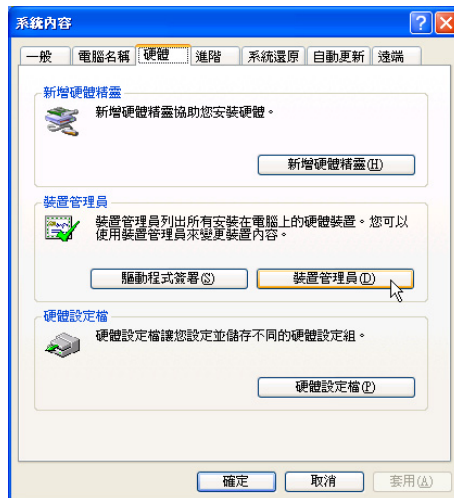 系統內容
一般 電腦名稱 硬體 進階 系統還原 自動更新 遠端
新增硬體精靈
新增硬體精靈協助您安裝硬體。
新增硬體精靈(H)
裝置管理員
裝置管理員列出所有安裝在電腦上的硬體裝置。您可以
使用裝置管理員來變更裝置內容。
驅動程式簽署(S) 裝置管理員(D)
硬體設定檔
硬體設定檔讓您設定並儲存不同的硬體設定組。
硬體設定檔(P)
確定 取消 套用(A)